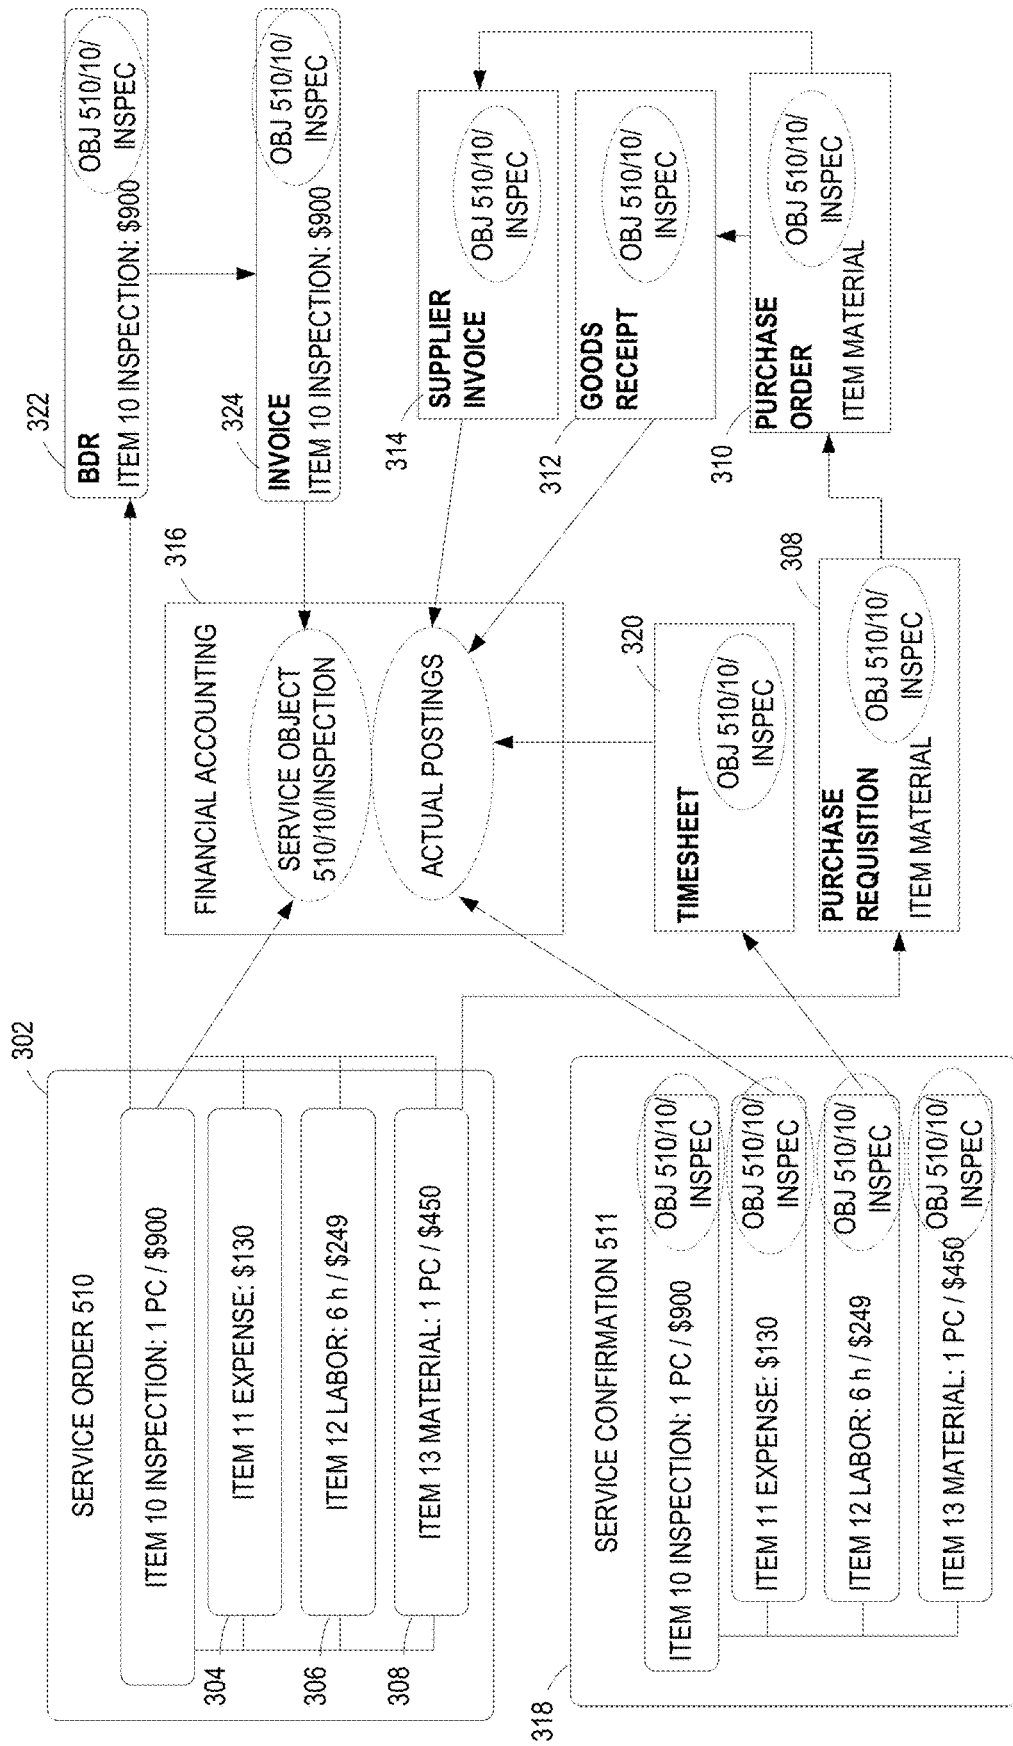 302
SERVICE ORDER 510
ITEM 10 INSPECTION: 1 PC / $900
304
ITEM 11 EXPENSE: $130
306
ITEM 12 LABOR: 6 h / $249
308
ITEM 13 MATERIAL: 1 PC / $450
318
SERVICE CONFIRMATION 511
ITEM 10 INSPECTION: 1 PC / $900
OBJ 510/10/
INSPEC
ITEM 11 EXPENSE: $130
OBJ 510/10/
INSPEC
ITEM 12 LABOR: 6 h / $249
OBJ 510/10/
INSPEC
ITEM 13 MATERIAL: 1 PC / $450
OBJ 510/10/
INSPEC
316
FINANCIAL ACCOUNTING
SERVICE OBJECT
510/10/INSPECTION
ACTUAL POSTINGS
320
TIMESHEET
OBJ 510/10/
INSPEC
308
PURCHASE
REQUISITION
ITEM MATERIAL
OBJ 510/10/
INSPEC
322
BDR
ITEM 10 INSPECTION: $900
OBJ 510/10/
INSPEC
324
INVOICE
ITEM 10 INSPECTION: $900
OBJ 510/10/
INSPEC
314
SUPPLIER
INVOICE
OBJ 510/10/
INSPEC
312
GOODS
RECEIPT
OBJ 510/10/
INSPEC
310
PURCHASE
ORDER
ITEM MATERIAL
OBJ 510/10/
INSPEC